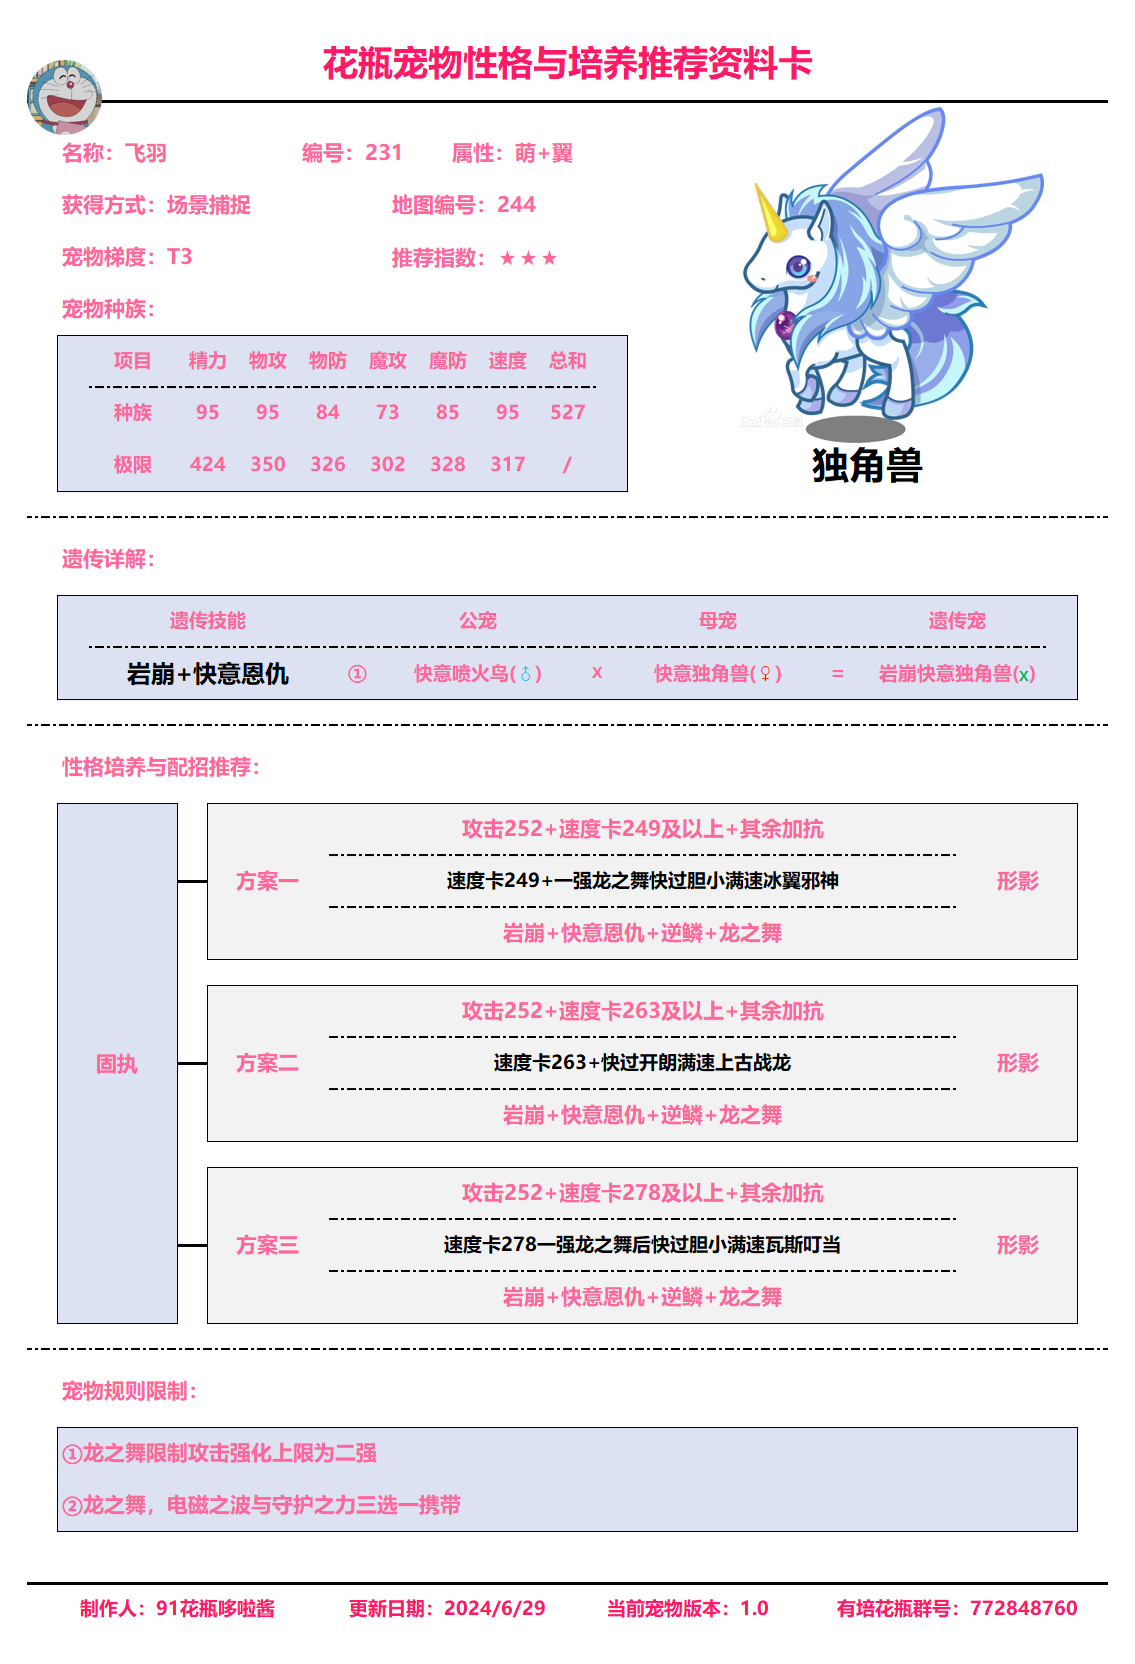 花瓶宠物性格与培养推荐资料卡
名称：飞羽 编号：231 属性：萌+翼
获得方式：场景捕捉 地图编号：244
宠物梯度：T3 推荐指数：★★★
宠物种族：
项目 精力 物攻 物防 魔攻 魔防 速度 总和
种族 95 95 84 73 85 95 527
极限 424 350 326 302 328 317 /
Bai
独角兽
遗传详解：
遗传技能 公宠 母宠 遗传宠
岩崩+快意恩仇 ① 快意喷火鸟(♂) x 快意独角兽(♀) = 岩崩快意独角兽(x)
性格培养与配招推荐：
固执
攻击252+速度卡249及以上+其余加抗
方案一 速度卡249+一强龙之舞快过胆小满速冰翼邪神 形影
岩崩+快意恩仇+逆鳞+龙之舞
攻击252+速度卡263及以上+其余加抗
方案二 速度卡263+快过开朗满速上古战龙 形影
岩崩+快意恩仇+逆鳞+龙之舞
攻击252+速度卡278及以上+其余加抗
方案三 速度卡278一强龙之舞后快过胆小满速瓦斯叮当 形影
岩崩+快意恩仇+逆鳞+龙之舞
宠物规则限制：
①龙之舞限制攻击强化上限为二强
②龙之舞，电磁之波与守护之力三选一携带
制作人：91花瓶哆啦酱 更新日期：2024/6/29 当前宠物版本：1.0 有培花瓶群号：772848760